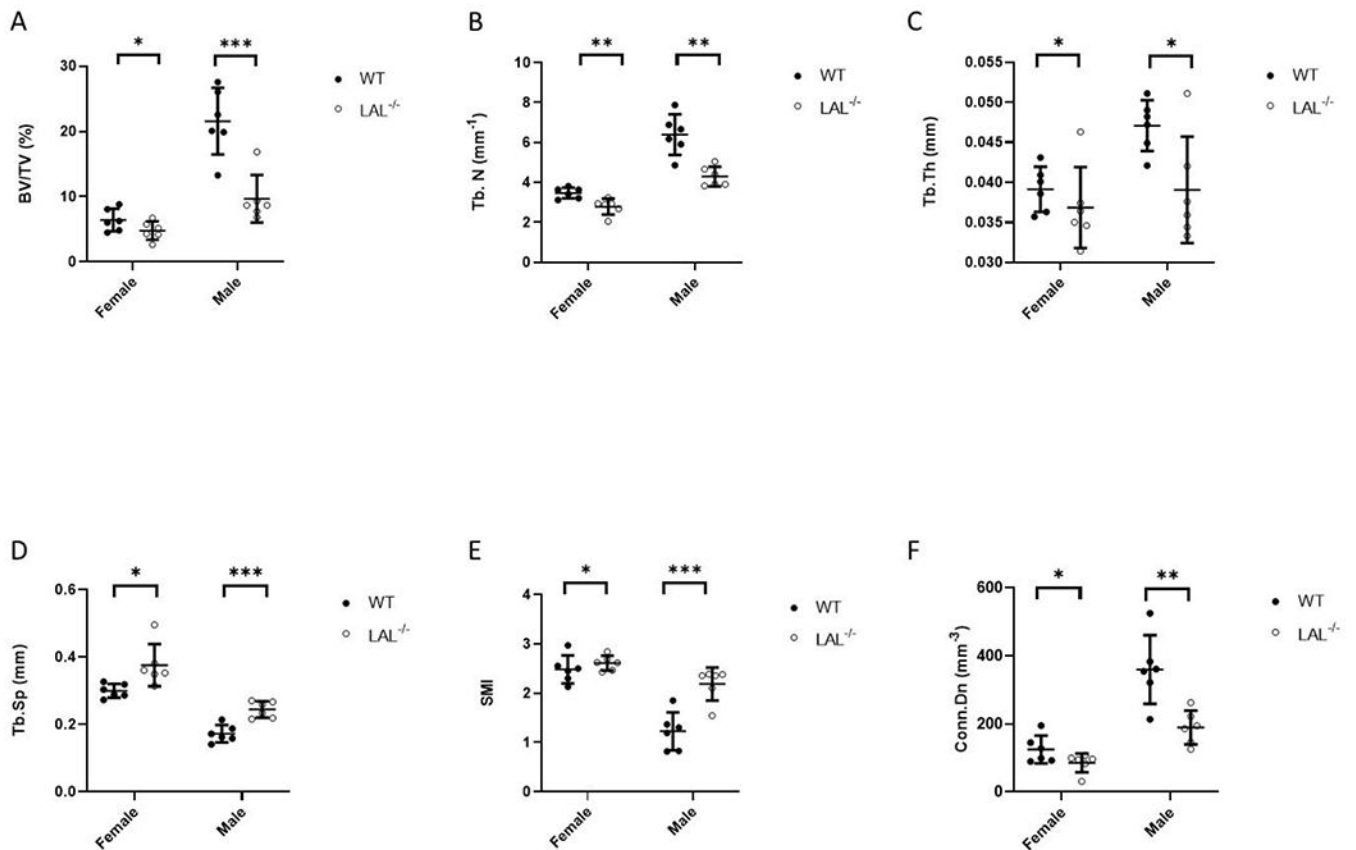 A
* ***
BV/TV (%)
30
20
10
0
Female Male
WT
LAL-/-
B
** **
Tb. N (mm-1)
10
8
6
4
2
0
Female Male
WT
LAL-/-
C
* *
Tb.Th (mm)
0.055
0.050
0.045
0.040
0.035
0.030
Female Male
WT
LAL-/-
D
* ***
Tb.Sp (mm)
0.6
0.4
0.2
0.0
Female Male
WT
LAL-/-
E
* ***
SMI
4
3
2
1
0
Female Male
WT
LAL-/-
F
* **
Conn.Dn (mm-3)
600
400
200
0
Female Male
WT
LAL-/-